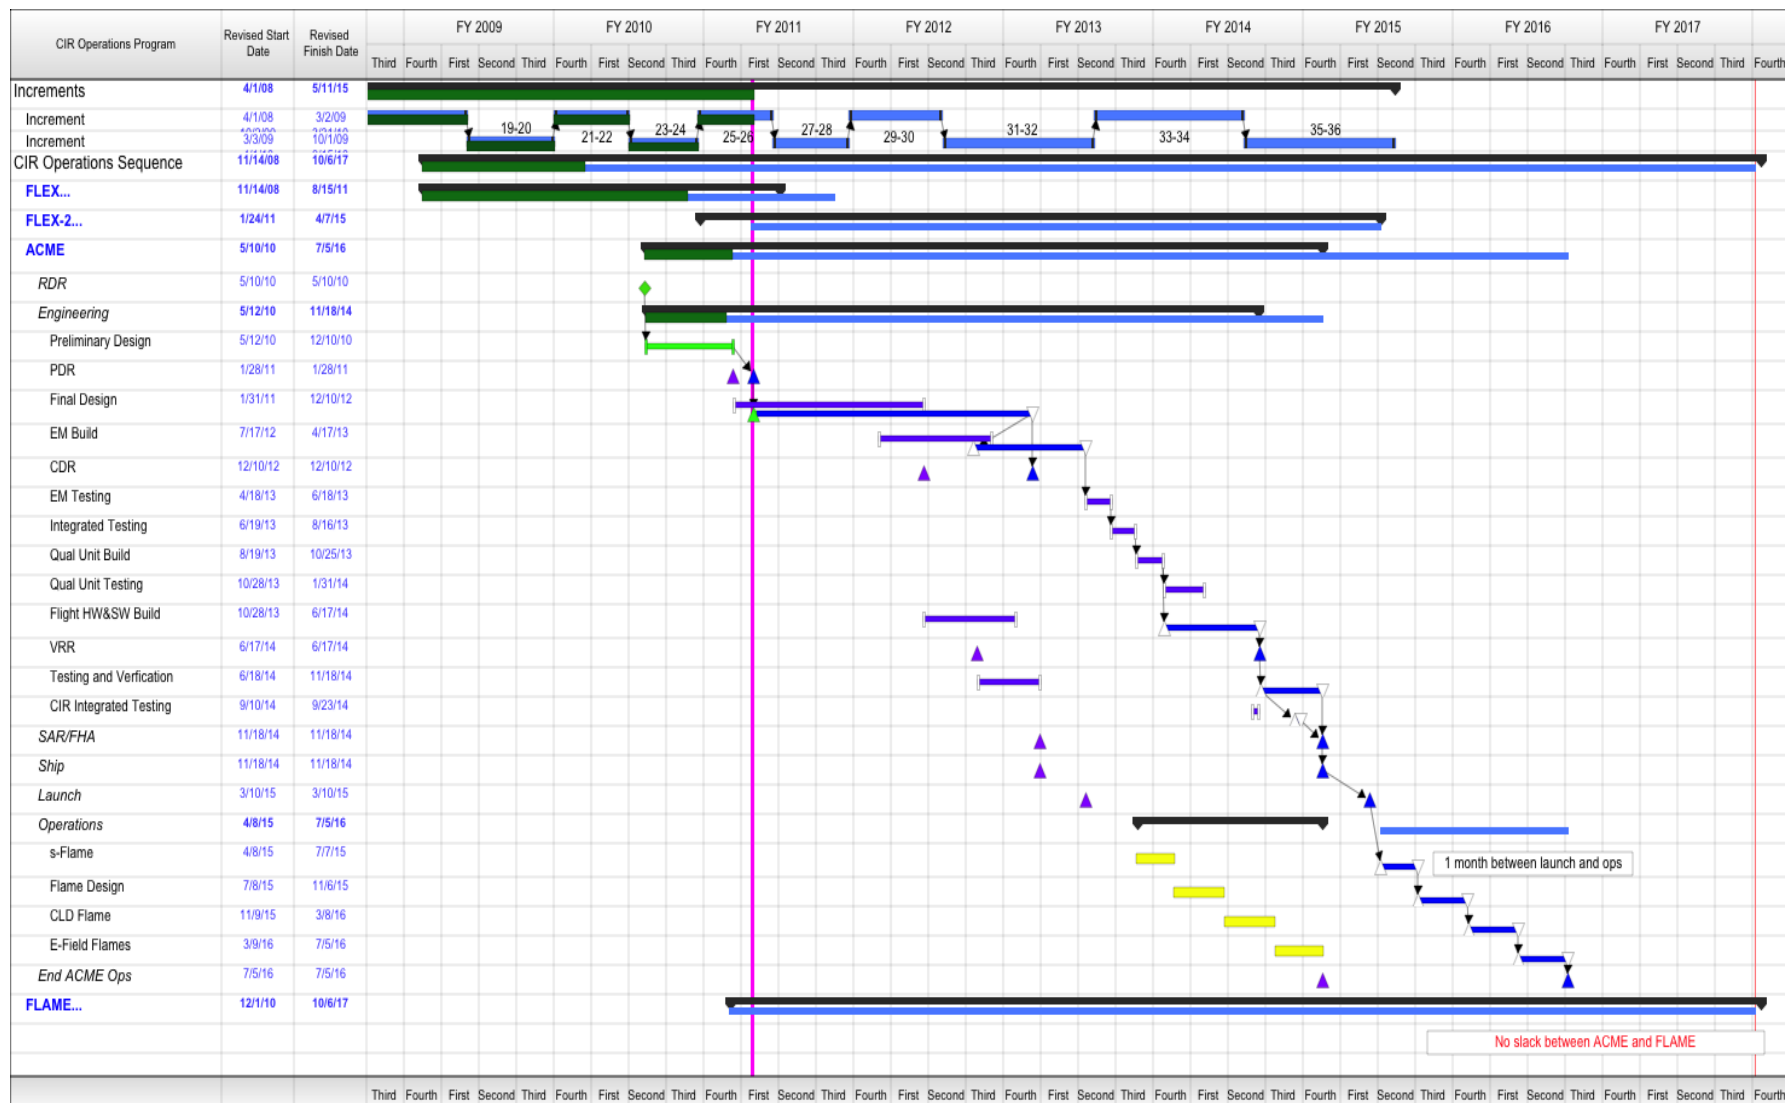 CIR Operations Program Revised Start Date Revised Finish Date FY 2009 FY 2010 FY 2011 FY 2012 FY 2013 FY 2014 FY 2015 FY 2016 FY 2017
Third Fourth First Second Third Fourth First Second Third Fourth First Second Third Fourth First Second Third Fourth First Second Third Fourth First Second Third Fourth First Second Third Fourth First Second Third Fourth First Second Third Fourth
Increments 4/1/08 5/11/15
Increment 4/1/08 3/2/09
19-20 23-24 27-28 31-32 35-36
21-22 25-26 29-30 33-34
Increment 3/3/09 10/1/09
CIR Operations Sequence 11/14/08 10/6/17
FLEX... 11/14/08 8/15/11
FLEX-2... 1/24/11 4/7/15
ACME 5/10/10 7/5/16
RDR 5/10/10 5/10/10
Engineering 5/12/10 11/18/14
Preliminary Design 5/12/10 12/10/10
PDR 1/28/11 1/28/11
Final Design 1/31/11 12/10/12
EM Build 7/17/12 4/17/13
CDR 12/10/12 12/10/12
EM Testing 4/18/13 6/18/13
Integrated Testing 6/19/13 8/16/13
Qual Unit Build 8/19/13 10/25/13
Qual Unit Testing 10/28/13 1/31/14
Flight HW&SW Build 10/28/13 6/17/14
VRR 6/17/14 6/17/14
Testing and Verfication 6/18/14 11/18/14
CIR Integrated Testing 9/10/14 9/23/14
SAR/FHA 11/18/14 11/18/14
Ship 11/18/14 11/18/14
Launch 3/10/15 3/10/15
Operations 4/8/15 7/5/16
s-Flame 4/8/15 7/7/15 1 month between launch and ops
Flame Design 7/8/15 11/6/15
CLD Flame 11/9/15 3/8/16
E-Field Flames 3/9/16 7/5/16
End ACME Ops 7/5/16 7/5/16
FLAME... 12/1/10 10/6/17
No slack between ACME and FLAME
Third Fourth First Second Third Fourth First Second Third Fourth First Second Third Fourth First Second Third Fourth First Second Third Fourth First Second Third Fourth First Second Third Fourth First Second Third Fourth First Second Third Fourth